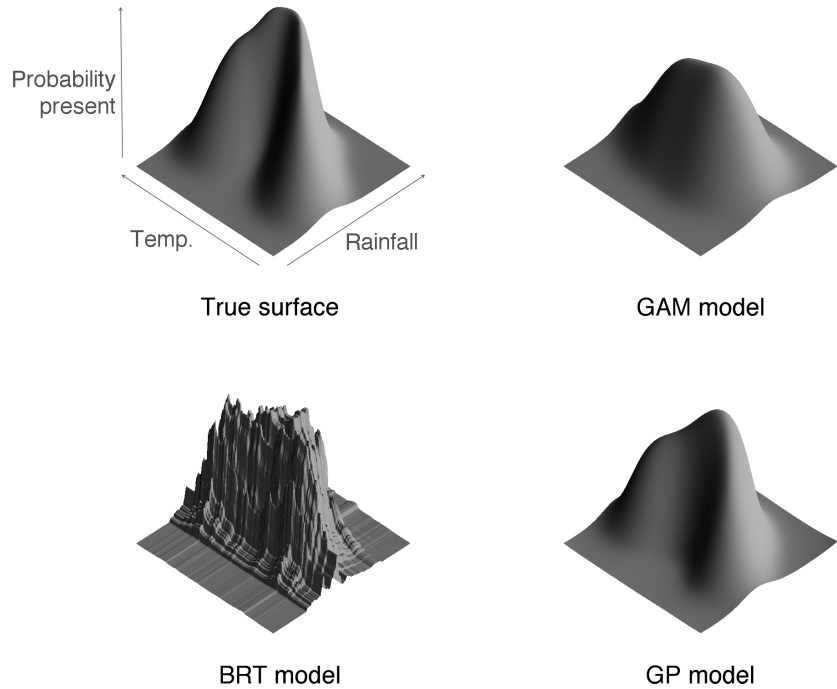 Probability
present
Temp.
Rainfall
True surface
GAM model
BRT model
GP model